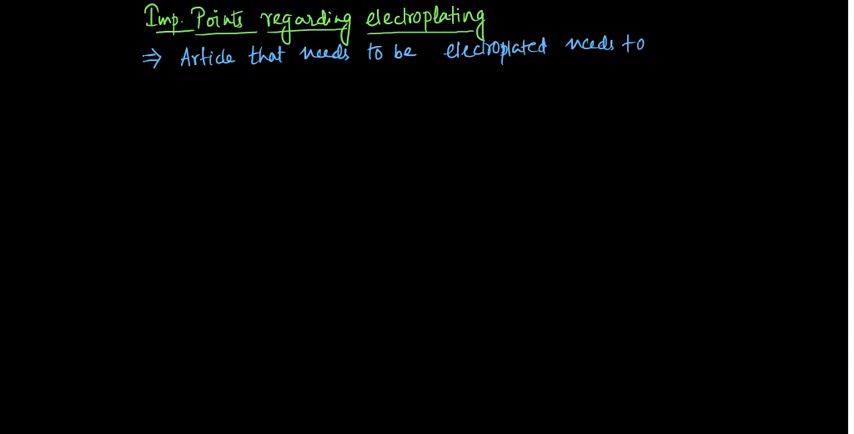 Imp. Points regarding electroplating
⇒ Article that needs to be electroplated needs to